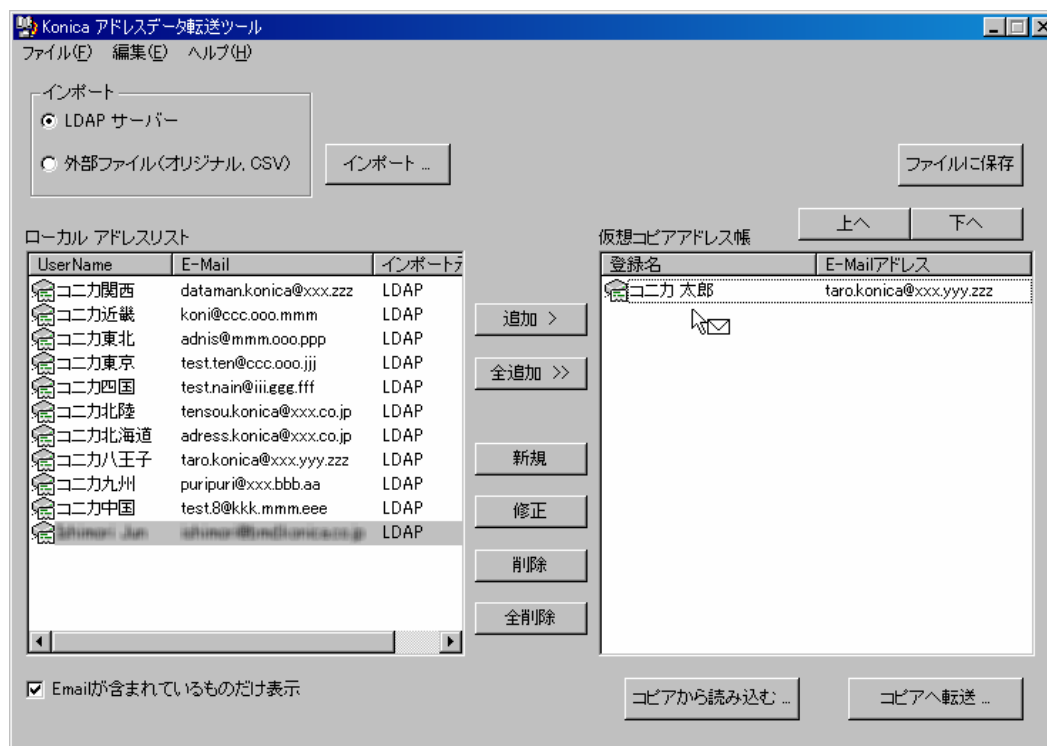 Konica アドレスデータ転送ツール
ファイル(F) 編集(E) ヘルプ(H)
インポート
LDAP サーバー
外部ファイル(オリジナル, CSV)
インポート ...
ファイルに保存
上へ 下へ
ローカル アドレスリスト
UserName E-Mail インポート元
コニカ関西 dataman.konica@xxx.zzz LDAP
コニカ近畿 koni@ccc.ooo.mmm LDAP
コニカ東北 adnis@mmm.ooo.ppp LDAP
コニカ東京 test.ten@ccc.ooo.jjj LDAP
コニカ四国 test.nain@iii.ggg.fff LDAP
コニカ北陸 tensou.konica@xxx.co.jp LDAP
コニカ北海道 adress.konica@xxx.co.jp LDAP
コニカ八王子 taro.konica@xxx.yyy.zzz LDAP
コニカ九州 puripuri@xxx.bbb.aa LDAP
コニカ中国 test.8@kkk.mmm.eee LDAP
LDAP
追加 >
全追加 >>
新規
修正
削除
全削除
仮想コピアアドレス帳
登録名 E-Mailアドレス
コニカ 太郎 taro.konica@xxx.yyy.zzz
Emailが含まれているものだけ表示
コピアから読み込む ...
コピアへ転送 ...